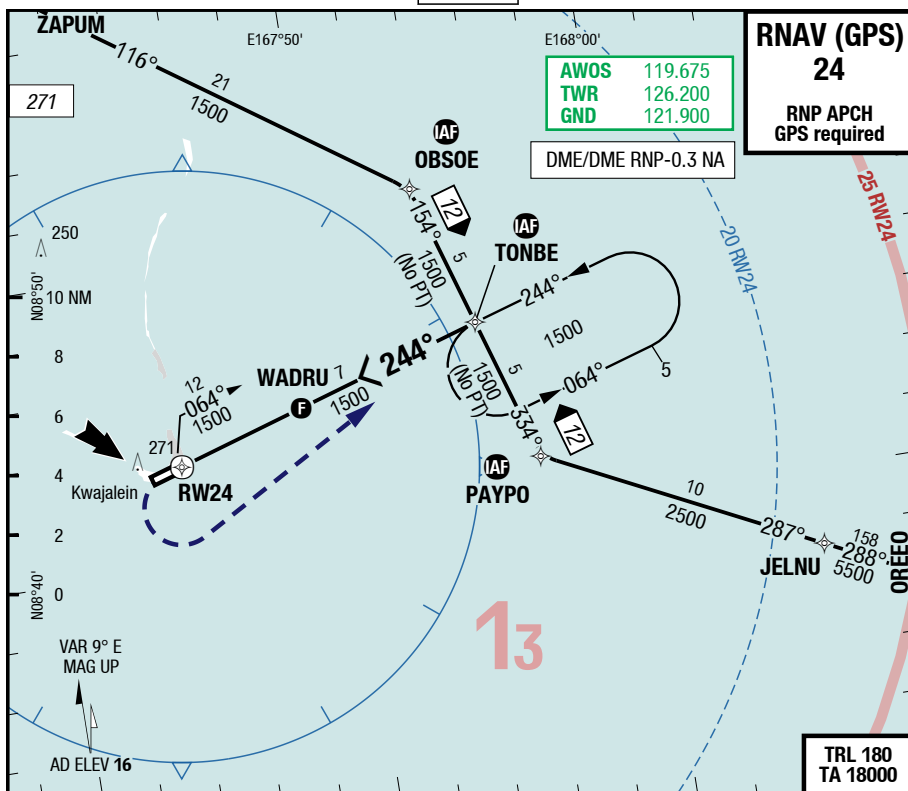 ZAPUM
116°
21
1500
E167°50'
E168°00'
RNAV (GPS)
24
RNP APCH
GPS required
271
AWOS 119.675
TWR 126.200
GND 121.900
DME/DME RNP-0.3 NA
IAF
OBSOE
12
154°
5
1500
(No PT)
IAF
TONBE
25 RW24
20 RW24
250
N08°50'
10 NM
8
6
4
2
0
N08°40'
244°
1500
064°
5
244°
7
1500
WADRU
F
12
064°
1500
271
Kwajalein
RW24
5
1500
(No PT)
334°
12
IAF
PAYPO
10
2500
287°
JELNU
158
288°
5500
OREEO
13
VAR 9° E
MAG UP
AD ELEV 16
TRL 180
TA 18000